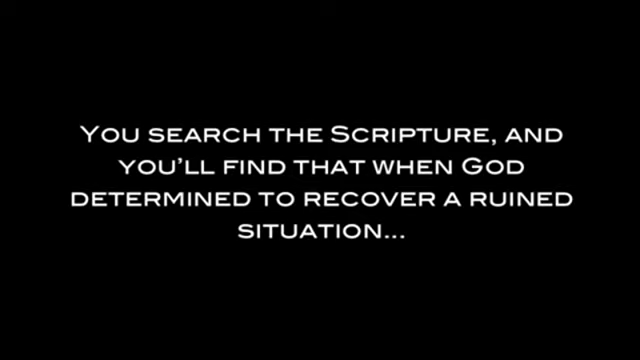 You search the Scripture, and
you'll find that when God
determined to recover a ruined
situation...